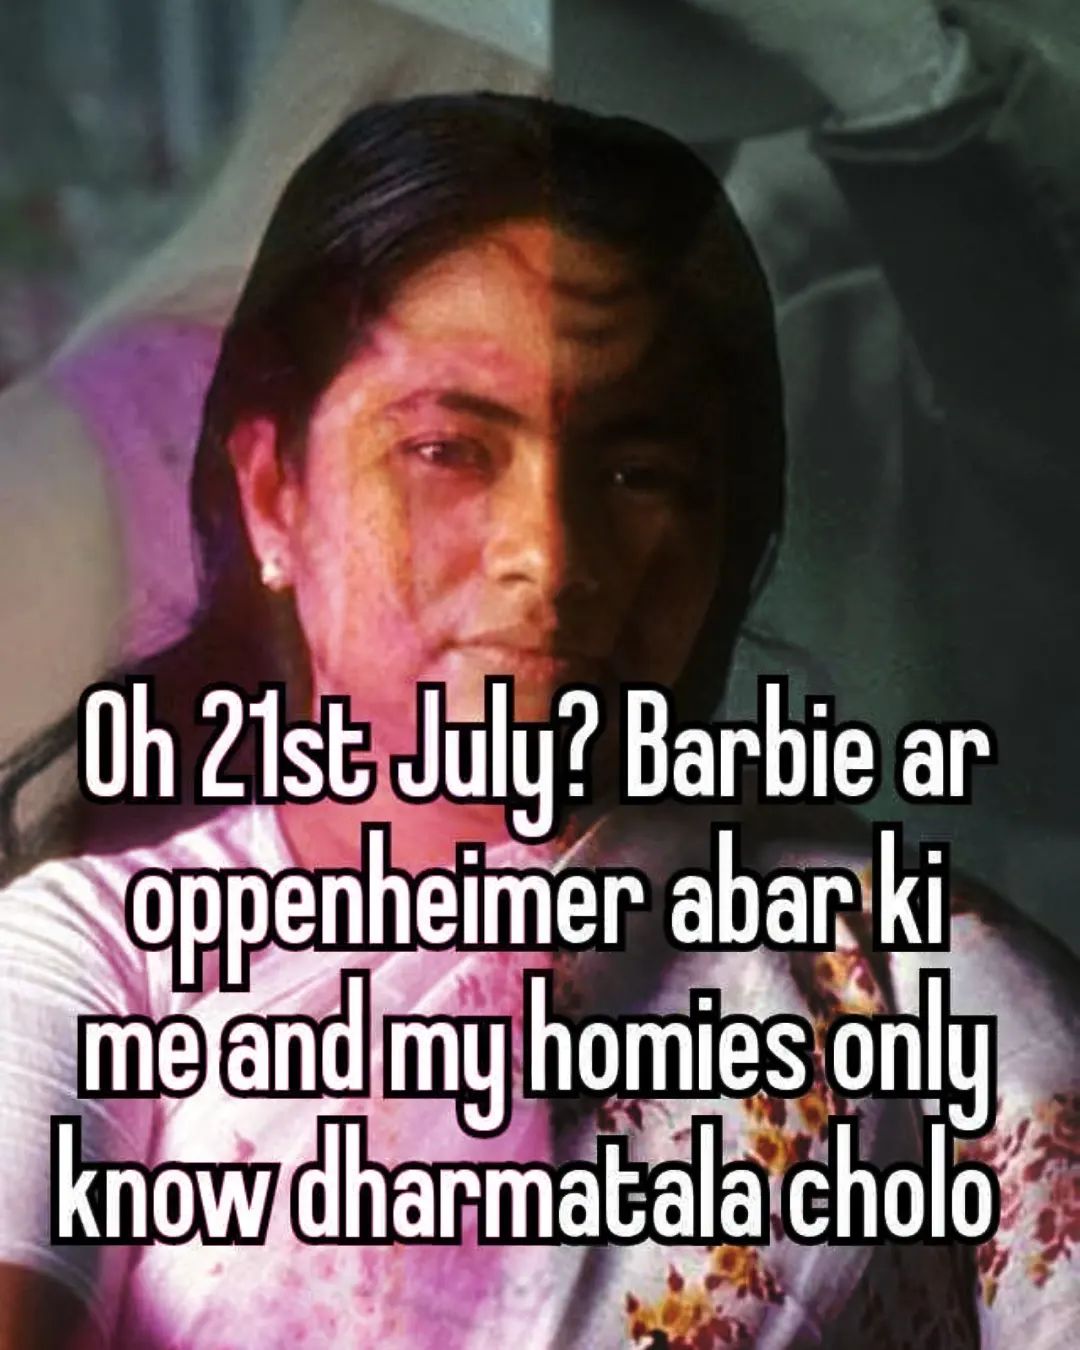 Oh 21st July? Barbie ar
oppenheimer abar ki
me and my homies only
know dharmatala cholo